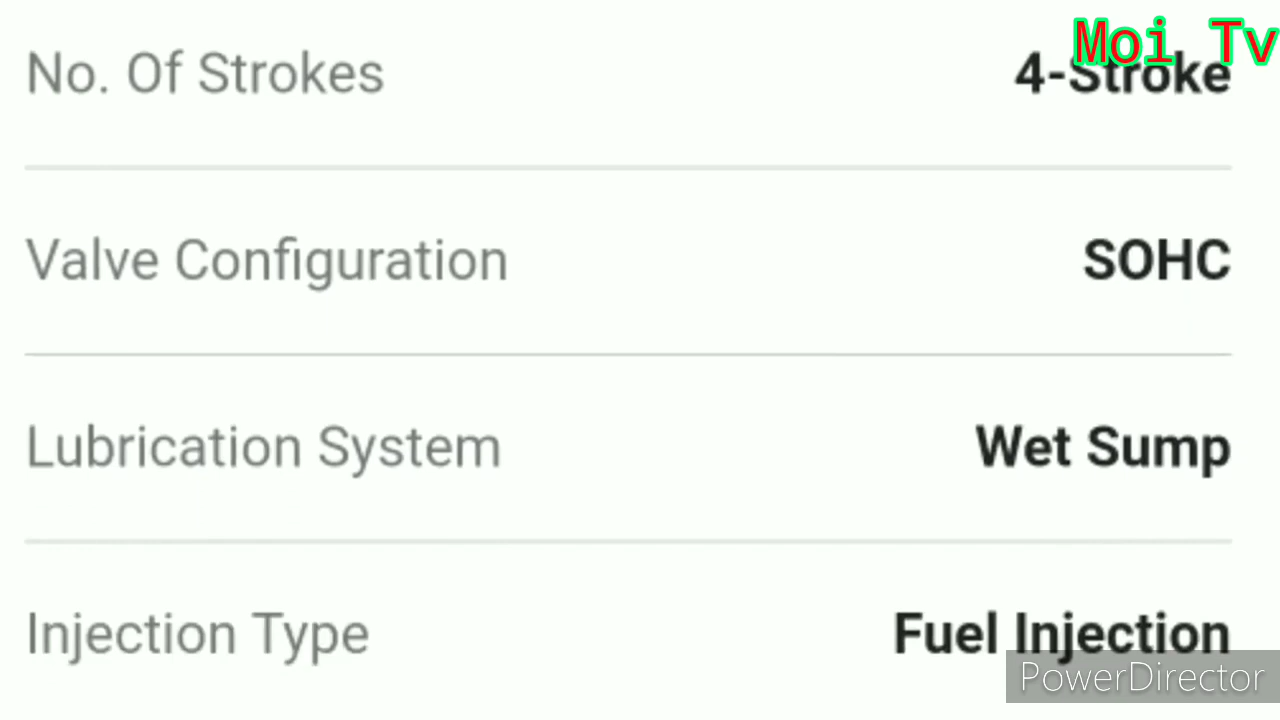 Moi Tv
No. Of Strokes 4-Stroke
Valve Configuration SOHC
Lubrication System Wet Sump
Injection Type Fuel Injection
PowerDirector